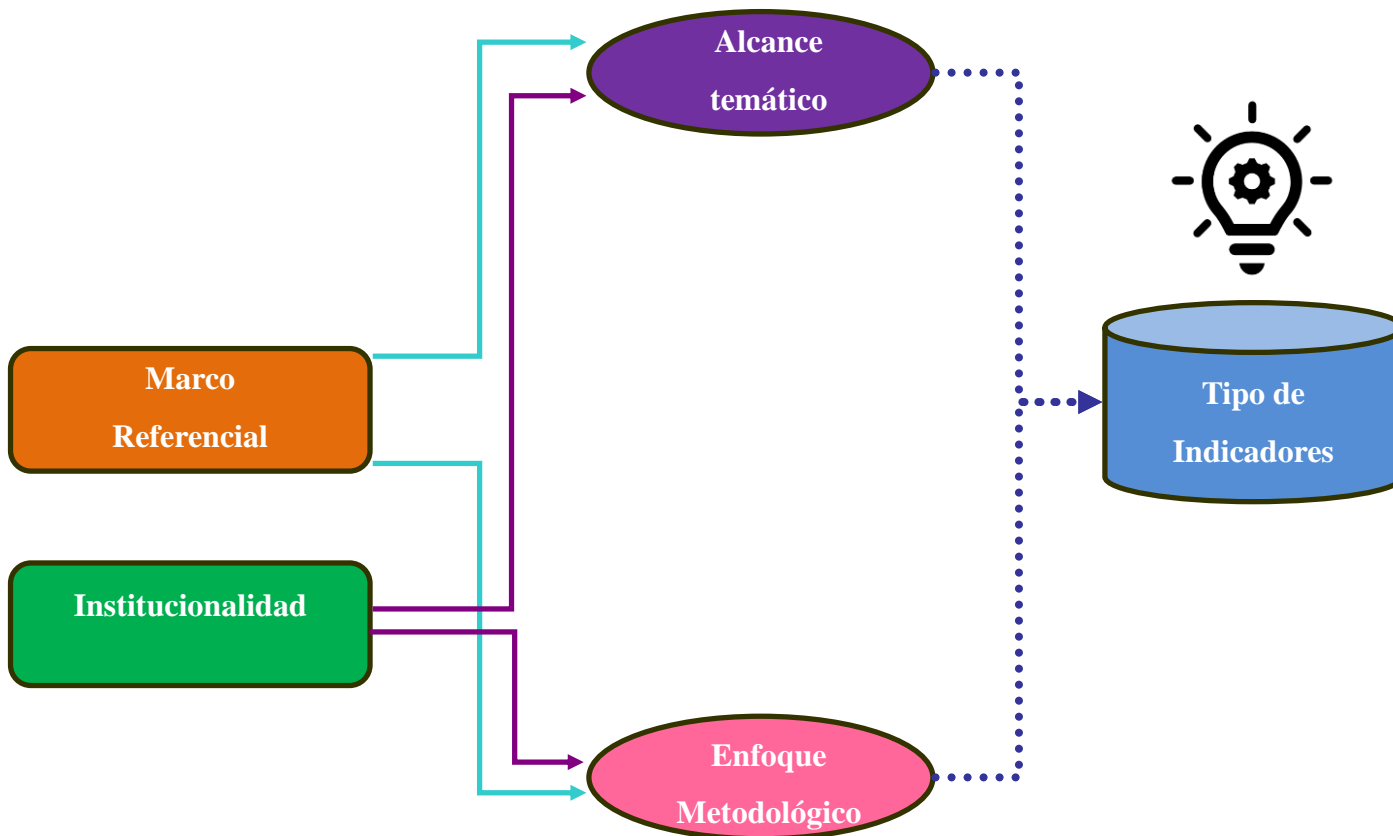 Alcance
temático
Marco
Referencial
Tipo de
Indicadores
Institucionalidad
Enfoque
Metodológico